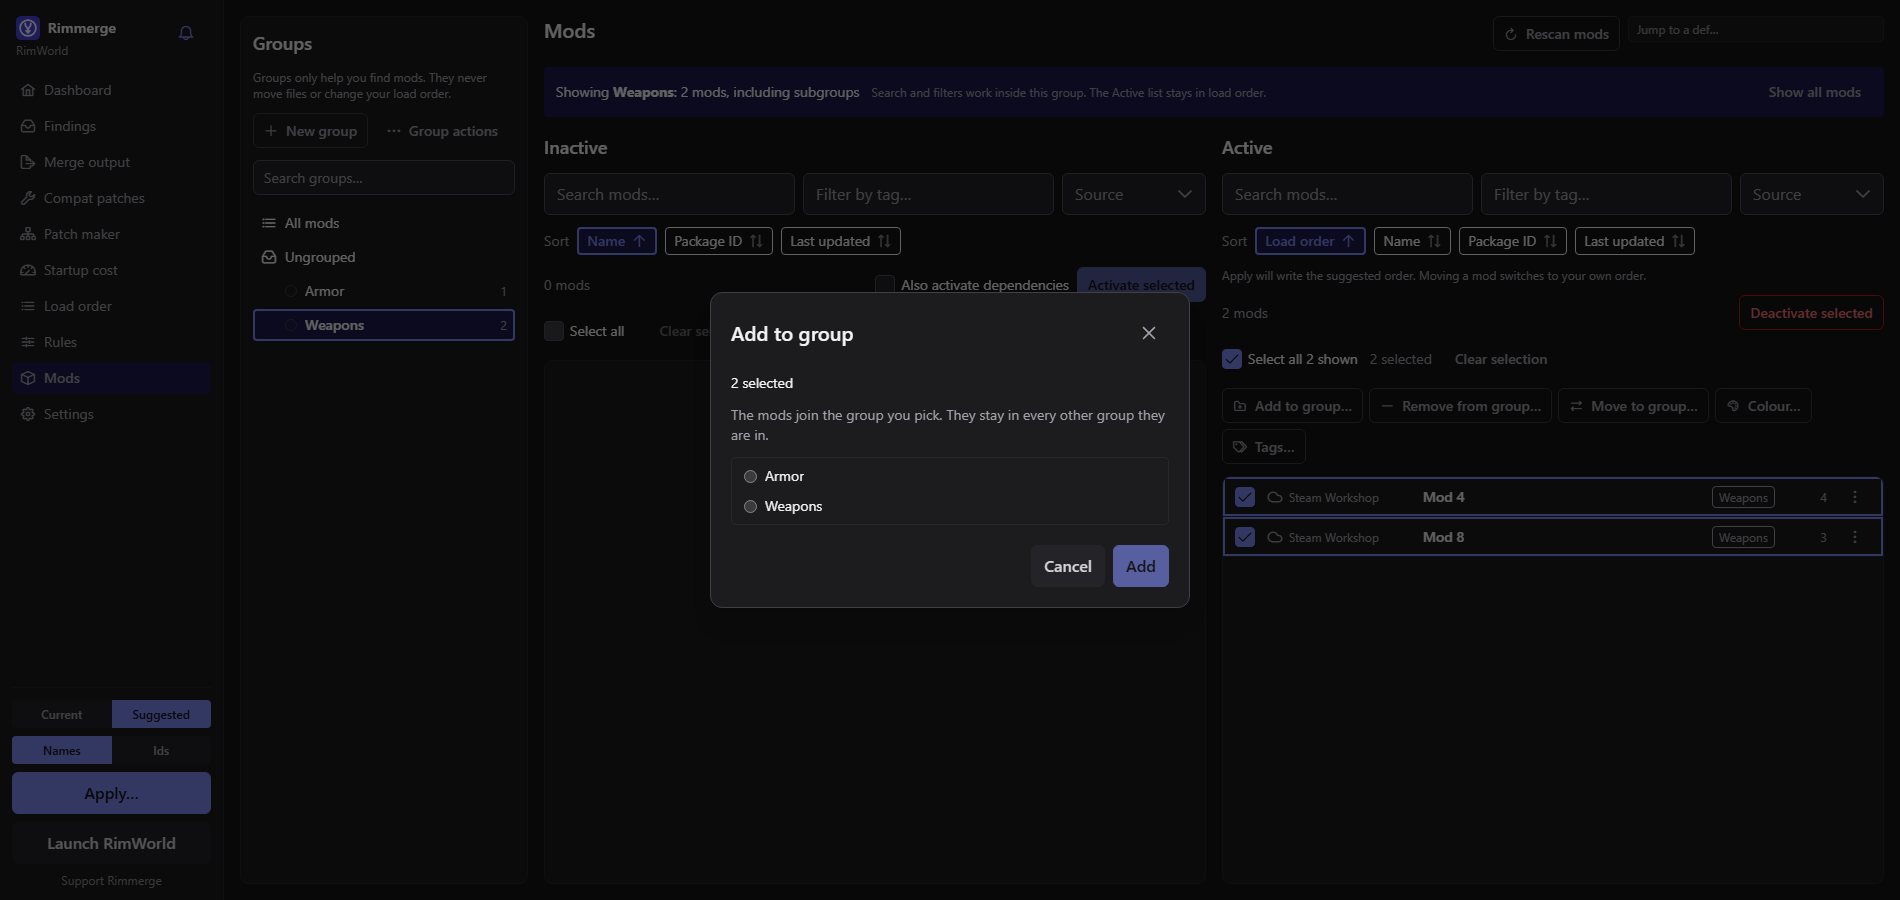 Rimmerge
RimWorld
Dashboard
Findings
Merge output
Compat patches
Patch maker
Startup cost
Load order
Rules
Mods
Settings
Current
Suggested
Names
Ids
Apply...
Launch RimWorld
Support Rimmerge
Groups
Groups only help you find mods. They never
move files or change your load order.
New group
Group actions
Search groups...
All mods
Ungrouped
Armor 1
Weapons 2
Mods
Rescan mods
Jump to a def...
Showing Weapons: 2 mods, including subgroups Search and filters work inside this group. The Active list stays in load order.
Show all mods
Inactive
Search mods...
Filter by tag...
Source
Sort Name Package ID Last updated
0 mods
Also activate dependencies
Activate selected
Select all
Clear se
Active
Search mods...
Filter by tag...
Source
Sort Load order Name Package ID Last updated
Apply will write the suggested order. Moving a mod switches to your own order.
2 mods
Deactivate selected
Select all 2 shown 2 selected Clear selection
Add to group... Remove from group... Move to group... Colour...
Tags...
Steam Workshop Mod 4 Weapons 4
Steam Workshop Mod 8 Weapons 3
Add to group
2 selected
The mods join the group you pick. They stay in every other group they
are in.
Armor
Weapons
Cancel
Add